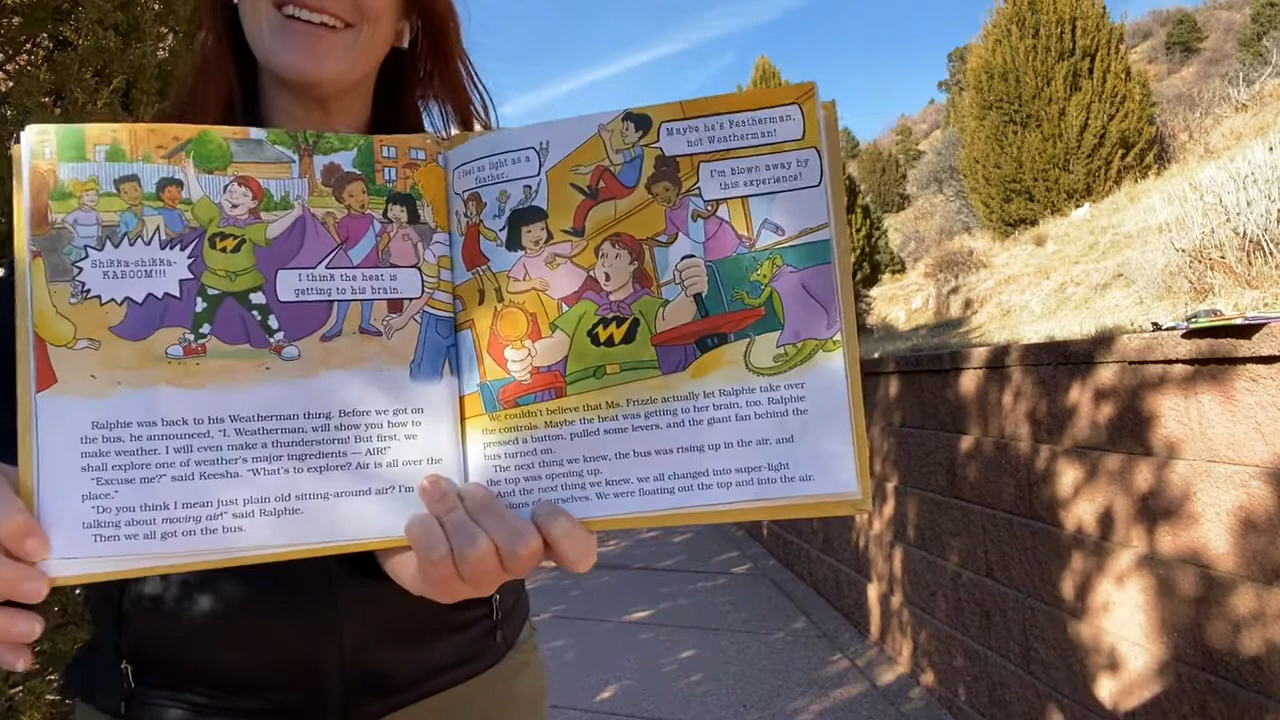 Shikka-shikka-
KABOOM!!!
I think the heat is
getting to his brain.
W
Ralphie was back to his Weatherman thing. Before we got on
the bus, he announced, "I, Weatherman, will show you how to
make weather. I will even make a thunderstorm! But first, we
shall explore one of weather's major ingredients — AIR!"
"Excuse me?" said Keesha. "What's to explore? Air is all over the
place."
"Do you think I mean just plain old sitting-around air? I'm
talking about moving air!" said Ralphie.
Then we all got on the bus.
I feel as light as a
feather.
Maybe he's Featherman,
not Weatherman!
I'm blown away by
this experience!
W
We couldn't believe that Ms. Frizzle actually let Ralphie take over
the controls. Maybe the heat was getting to her brain, too. Ralphie
pressed a button, pulled some levers, and the giant fan behind the
bus turned on.
The next thing we knew, the bus was rising up in the air, and
the top was opening up.
And the next thing we knew, we all changed into super-light
of ourselves. We were floating out the top and into the air.